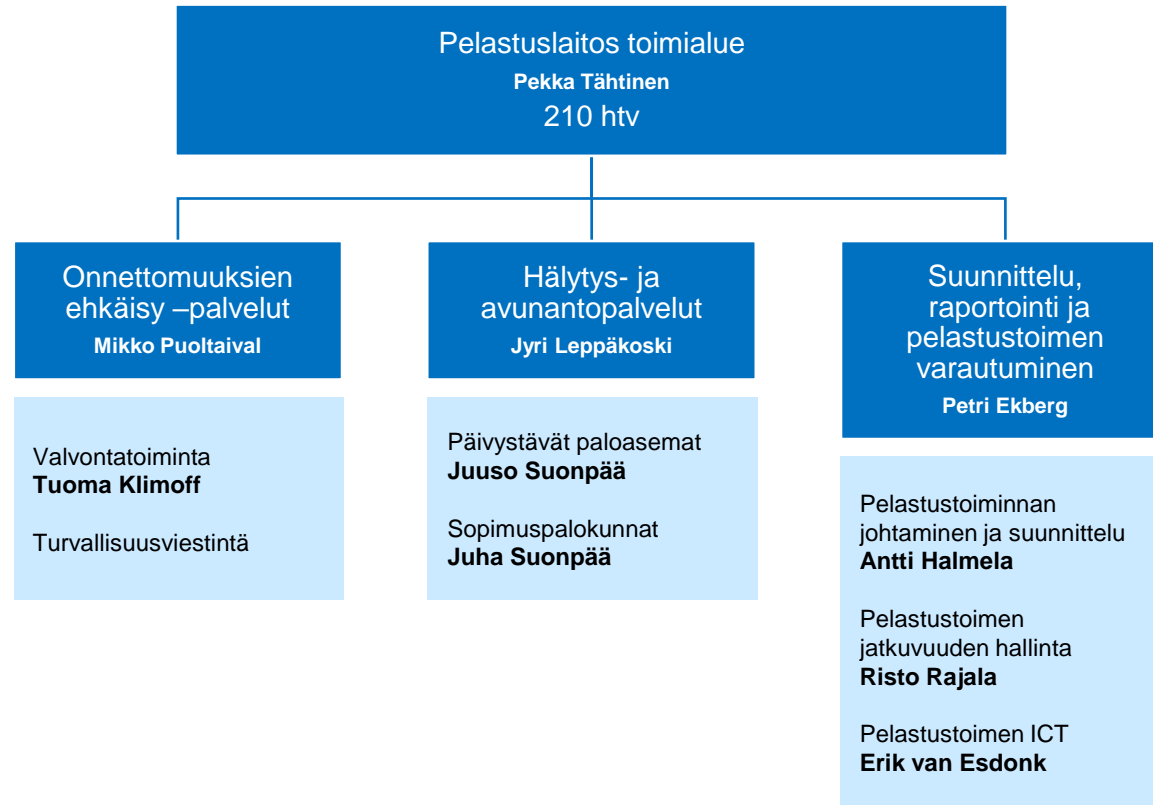 Pelastuslaitos toimialue
Pekka Tähtinen
210 htv
Onnettomuuksien
ehkäisy –palvelut
Mikko Puoltaival
Valvontatoiminta
Tuoma Klimoff
Turvallisuusviestintä
Hälytys- ja
avunantopalvelut
Jyri Leppäkoski
Päivystävät paloasemat
Juuso Suonpää
Sopimuspalokunnat
Juha Suonpää
Suunnittelu,
raportointi ja
pelastustoimen
varautuminen
Petri Ekberg
Pelastustoiminnan
johtaminen ja suunnittelu
Antti Halmela
Pelastustoimen
jatkuvuuden hallinta
Risto Rajala
Pelastustoimen ICT
Erik van Esdonk